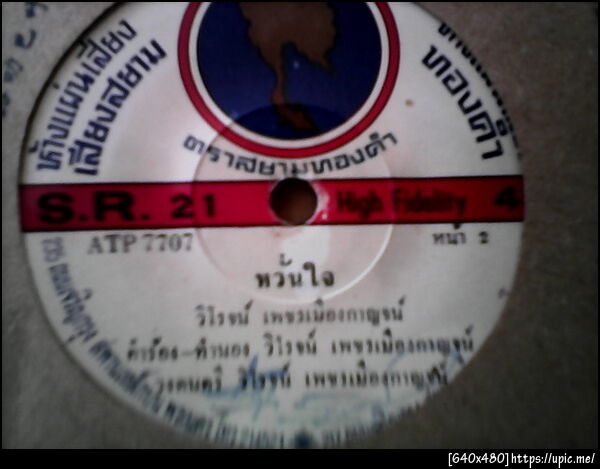 ห้างแผ่นเสียง
เสียงสยาม
ทองคำ
ตราสยามทองคำ
S.R. 21 High Fidelity 4
ATP 7707 หน้า 2
หวั่นใจ
วิโรจน์ เพชรเมืองกาญจน์
คำร้อง-ทำนอง วิโรจน์ เพชรเมืองกาญจน์
วงดนตรี วิโรจน์ เพชรเมืองกาญจน์
[640x480]https://upic.me/